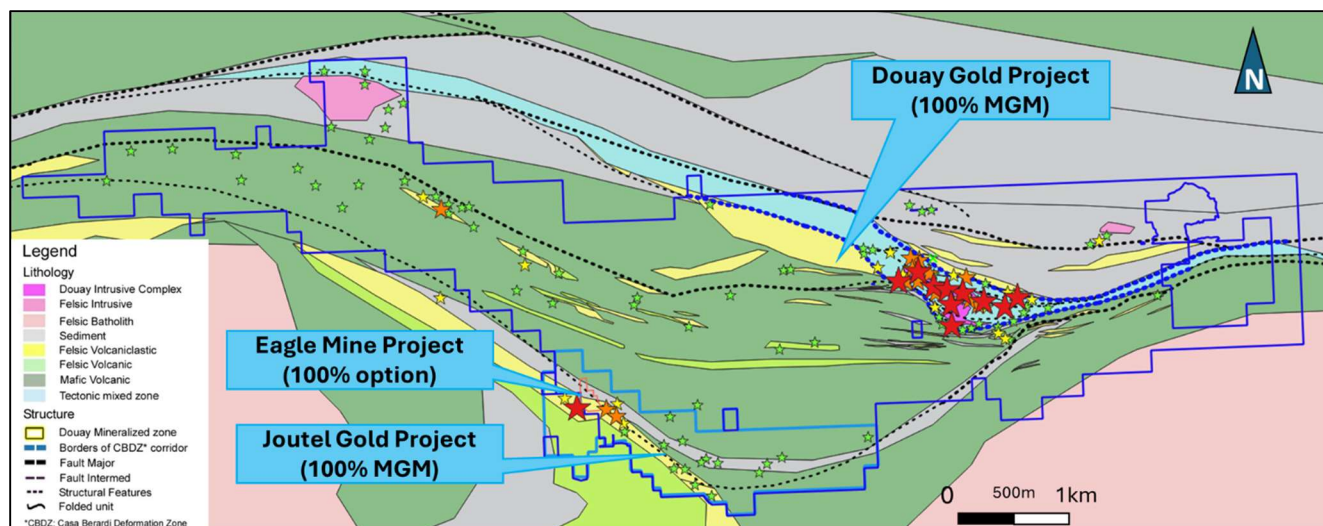 Douay Gold Project
(100% MGM)
N
Legend
Lithology
Douay Intrusive Complex
Felsic Intrusive
Felsic Batholith
Sediment
Felsic Volcaniclastic
Felsic Volcanic
Mafic Volcanic
Tectonic mixed zone
Structure
Douay Mineralized zone
Borders of CBDZ* corridor
Fault Major
Fault Intermed
Structural Features
Folded unit
*CBDZ: Casa Berardi Deformation Zone
Eagle Mine Project
(100% option)
Joutel Gold Project
(100% MGM)
0 500m 1km